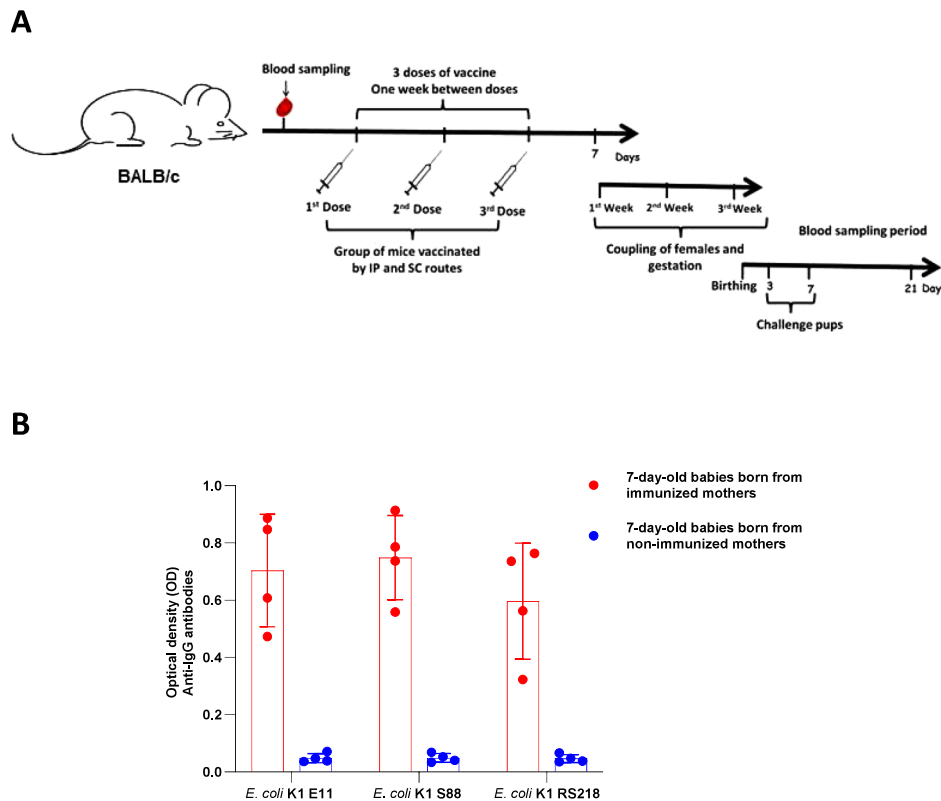 A
Blood sampling
3 doses of vaccine
One week between doses
BALB/c
7
Days
1st Dose
2nd Dose
3rd Dose
Group of mice vaccinated
by IP and SC routes
1st Week
2nd Week
3rd Week
Coupling of females and
gestation
Blood sampling period
Birthing
3
7
21 Day
Challenge pups
B
Optical density (OD)
Anti-IgG antibodies
1.0
0.8
0.6
0.4
0.2
0.0
E. coli K1 E11
E. coli K1 S88
E. coli K1 RS218
7-day-old babies born from
immunized mothers
7-day-old babies born from
non-immunized mothers